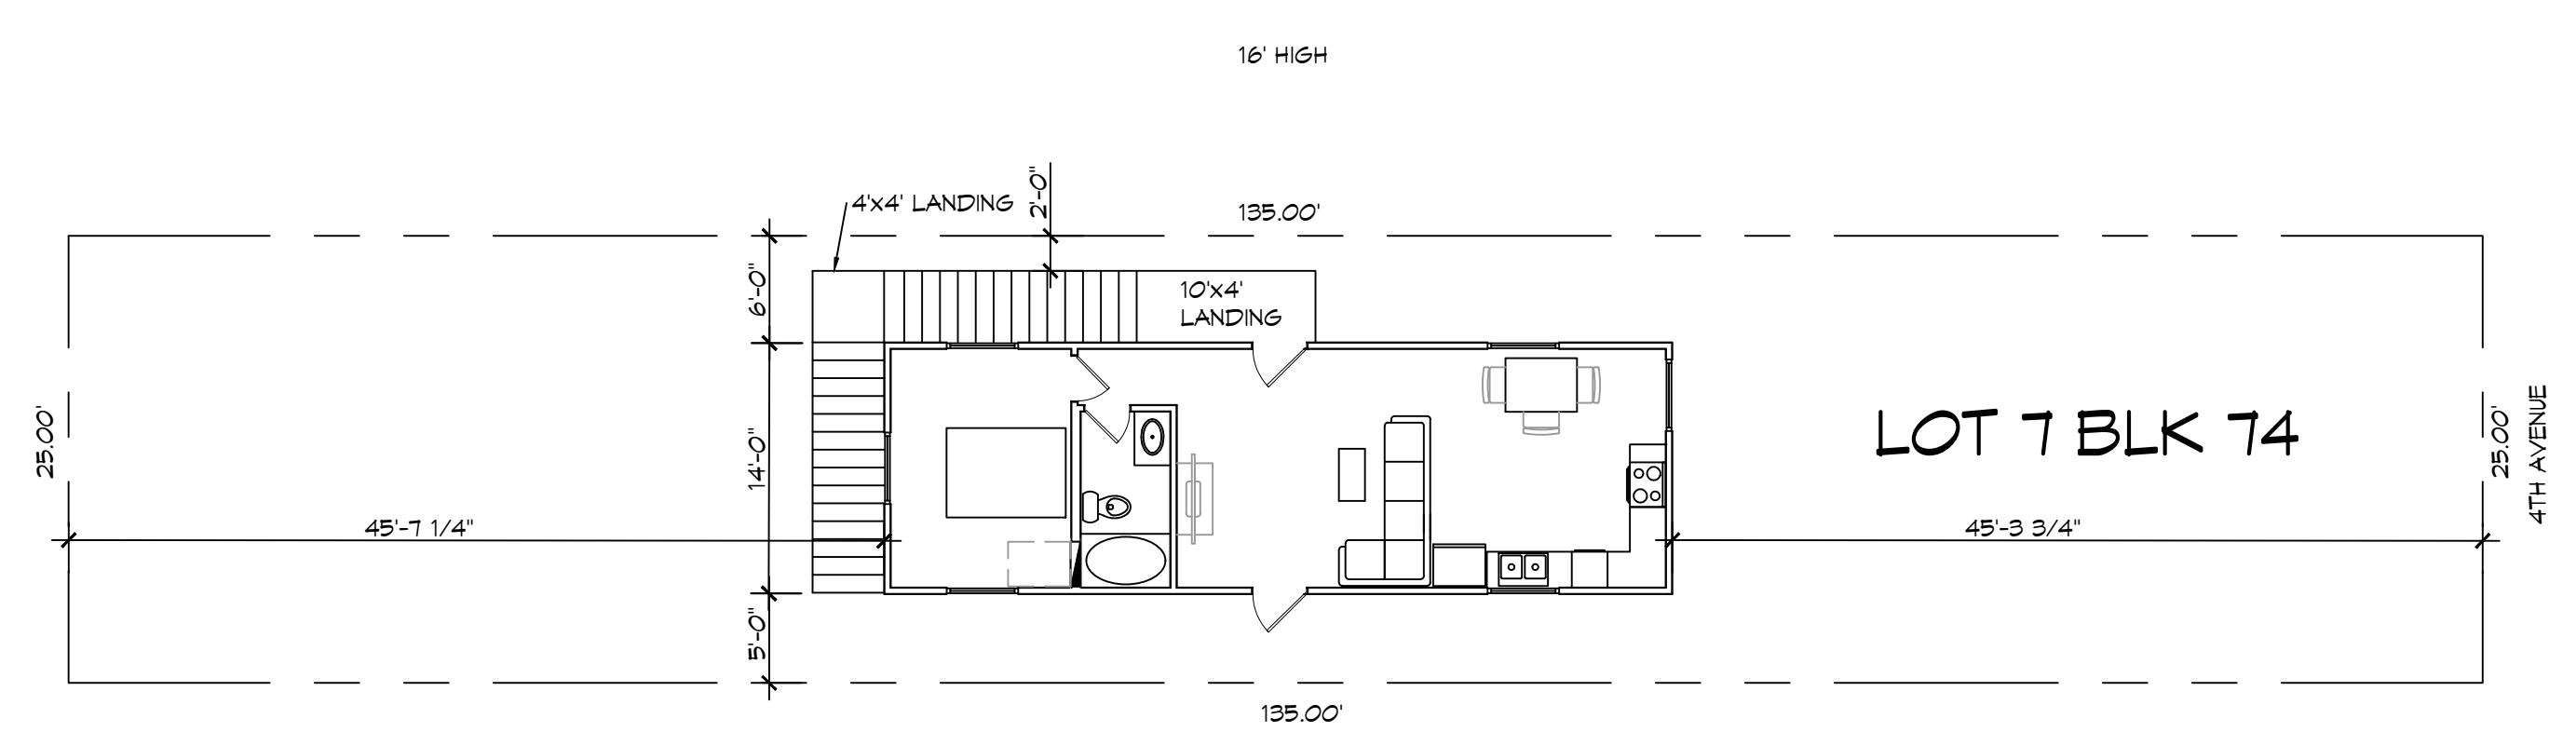 16' HIGH
2'-0"
4'x4' LANDING
135.00'
6'-0"
10'x4'
LANDING
25.00'
14'-0"
LOT 7 BLK 74
25.00'
4TH AVENUE
45'-7 1/4"
45'-3 3/4"
5'-0"
135.00'